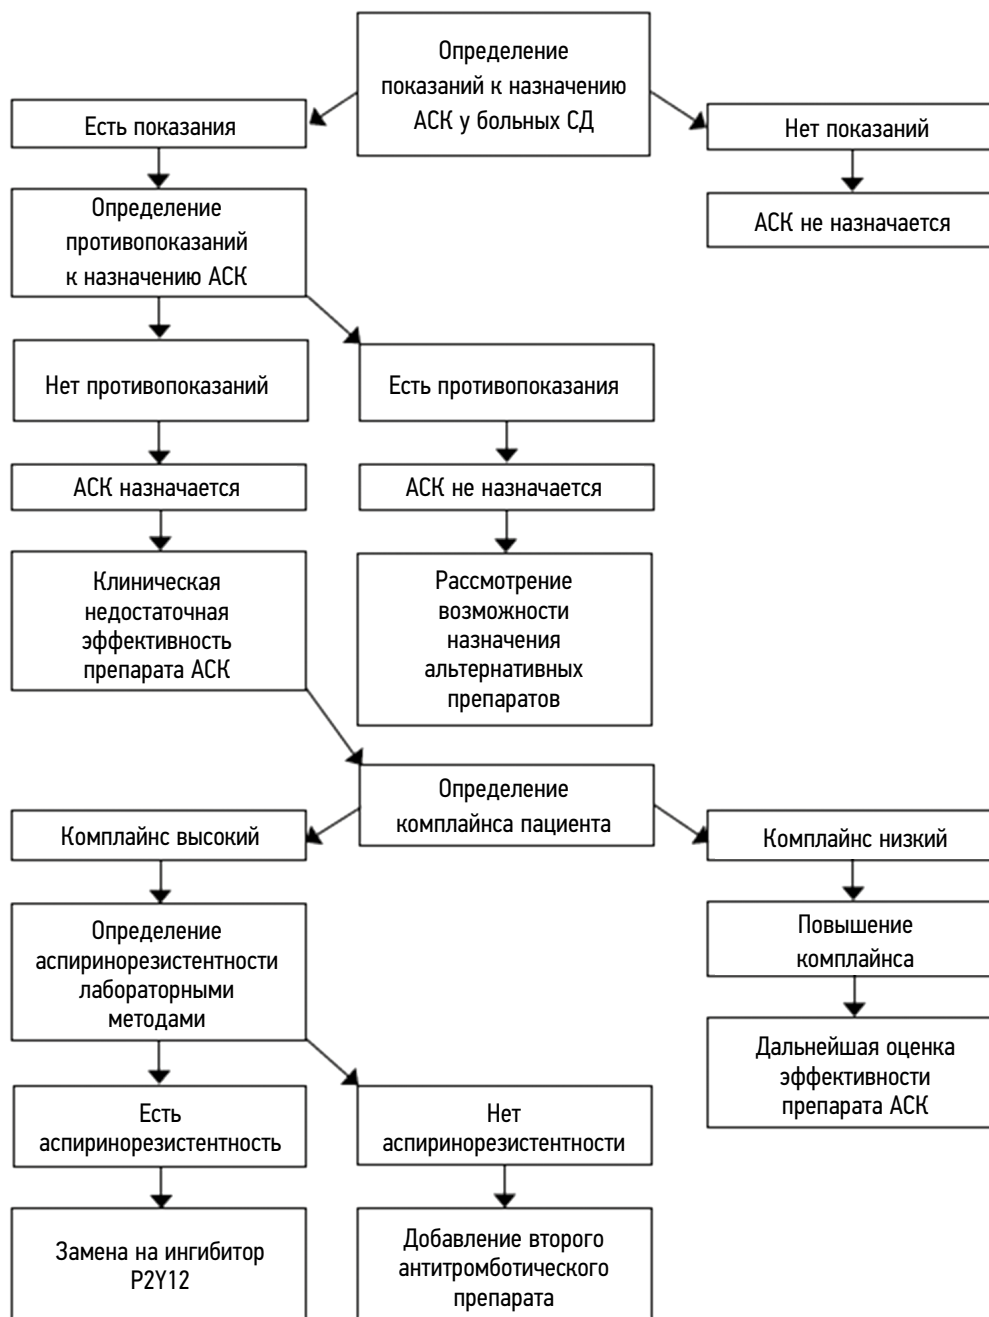 Определение
показаний к назначению
АСК у больных СД
Есть показания
Нет показаний
Определение
противопоказаний
к назначению АСК
АСК не назначается
Нет противопоказаний
Есть противопоказания
АСК назначается
АСК не назначается
Клиническая
недостаточная
эффективность
препарата АСК
Рассмотрение
возможности
назначения
альтернативных
препаратов
Определение
комплайнса пациента
Комплайнс высокий
Комплайнс низкий
Определение
аспиринорезистентности
лабораторными
методами
Повышение
комплайнса
Дальнейшая оценка
эффективности
препарата АСК
Есть
аспиринорезистентность
Нет
аспиринорезистентности
Замена на ингибитор
P2Y12
Добавление второго
антитромботического
препарата